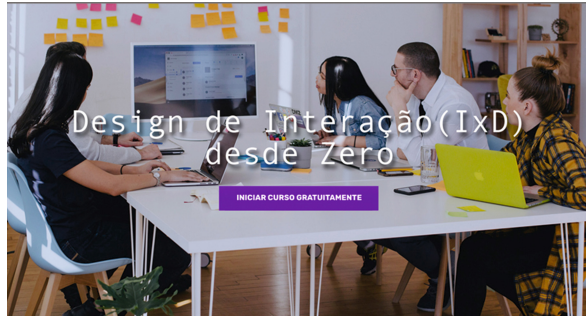 Design de Interação(IxD)
desde Zero
INICIAR CURSO GRATUITAMENTE